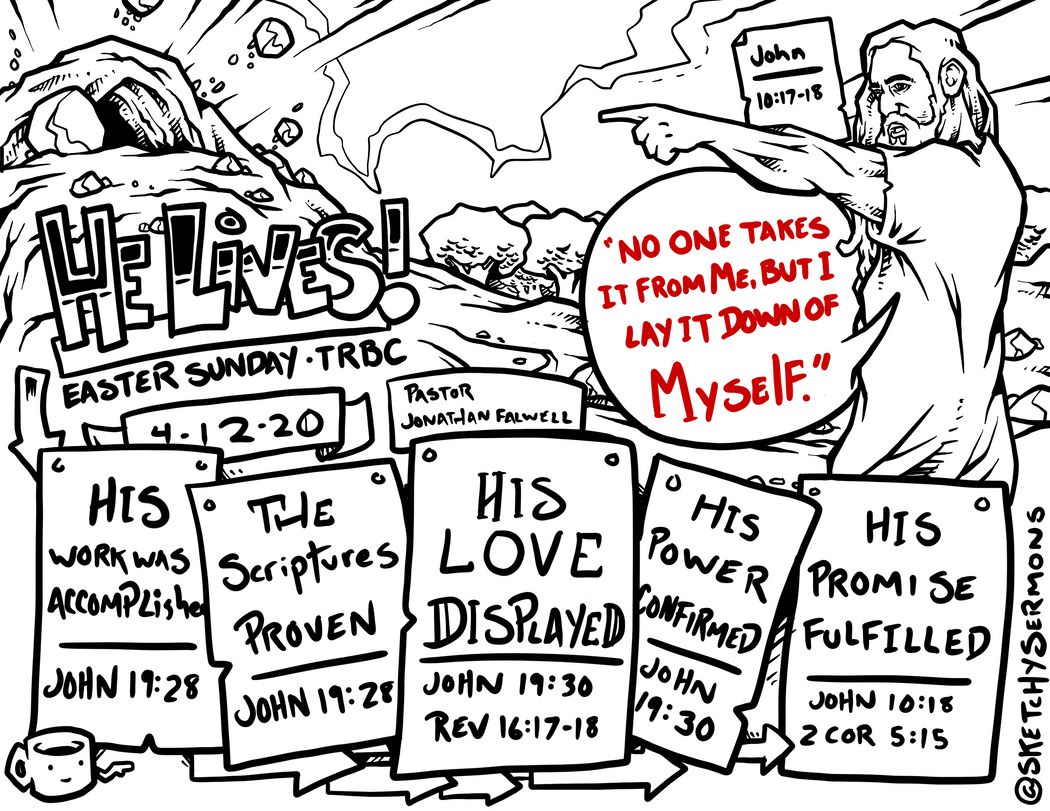 John
10:17-18
HE LIVES!
EASTER SUNDAY · TRBC
4-12-20
PASTOR
JONATHAN FALWELL
"NO ONE TAKES
IT FROM ME, BUT I
LAY IT DOWN OF
MYSELF."
HIS
WORK WAS
ACCOMPLISHED
JOHN 19:28
THE
Scriptures
PROVEN
JOHN 19:28
HIS
LOVE
DISPLAYED
JOHN 19:30
REV 16:17-18
HIS
POWER
CONFIRMED
JOHN
19:30
HIS
PROMISE
FULFILLED
JOHN 10:18
2 COR 5:15
@SKETCHYSERMONS